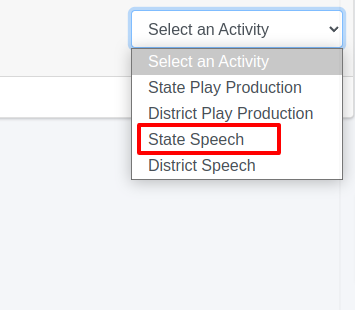 Select an Activity
Select an Activity
State Play Production
District Play Production
State Speech
District Speech